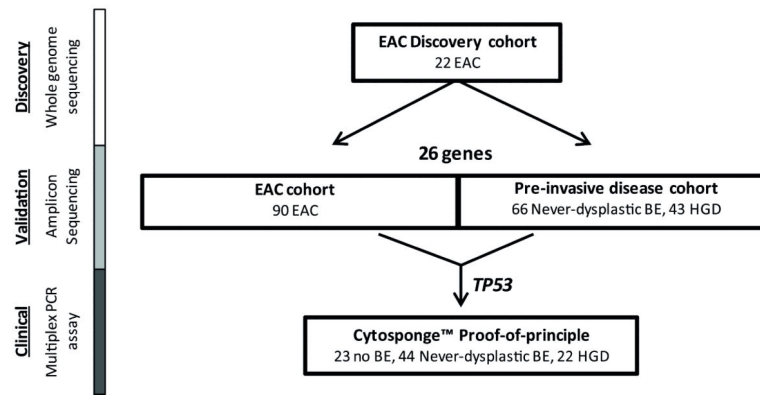 Discovery
Whole genome
sequencing
EAC Discovery cohort
22 EAC
26 genes
Validation
Amplicon
Sequencing
EAC cohort
90 EAC
Pre-invasive disease cohort
66 Never-dysplastic BE, 43 HGD
TP53
Clinical
Multiplex PCR
assay
Cytosponge™ Proof-of-principle
23 no BE, 44 Never-dysplastic BE, 22 HGD